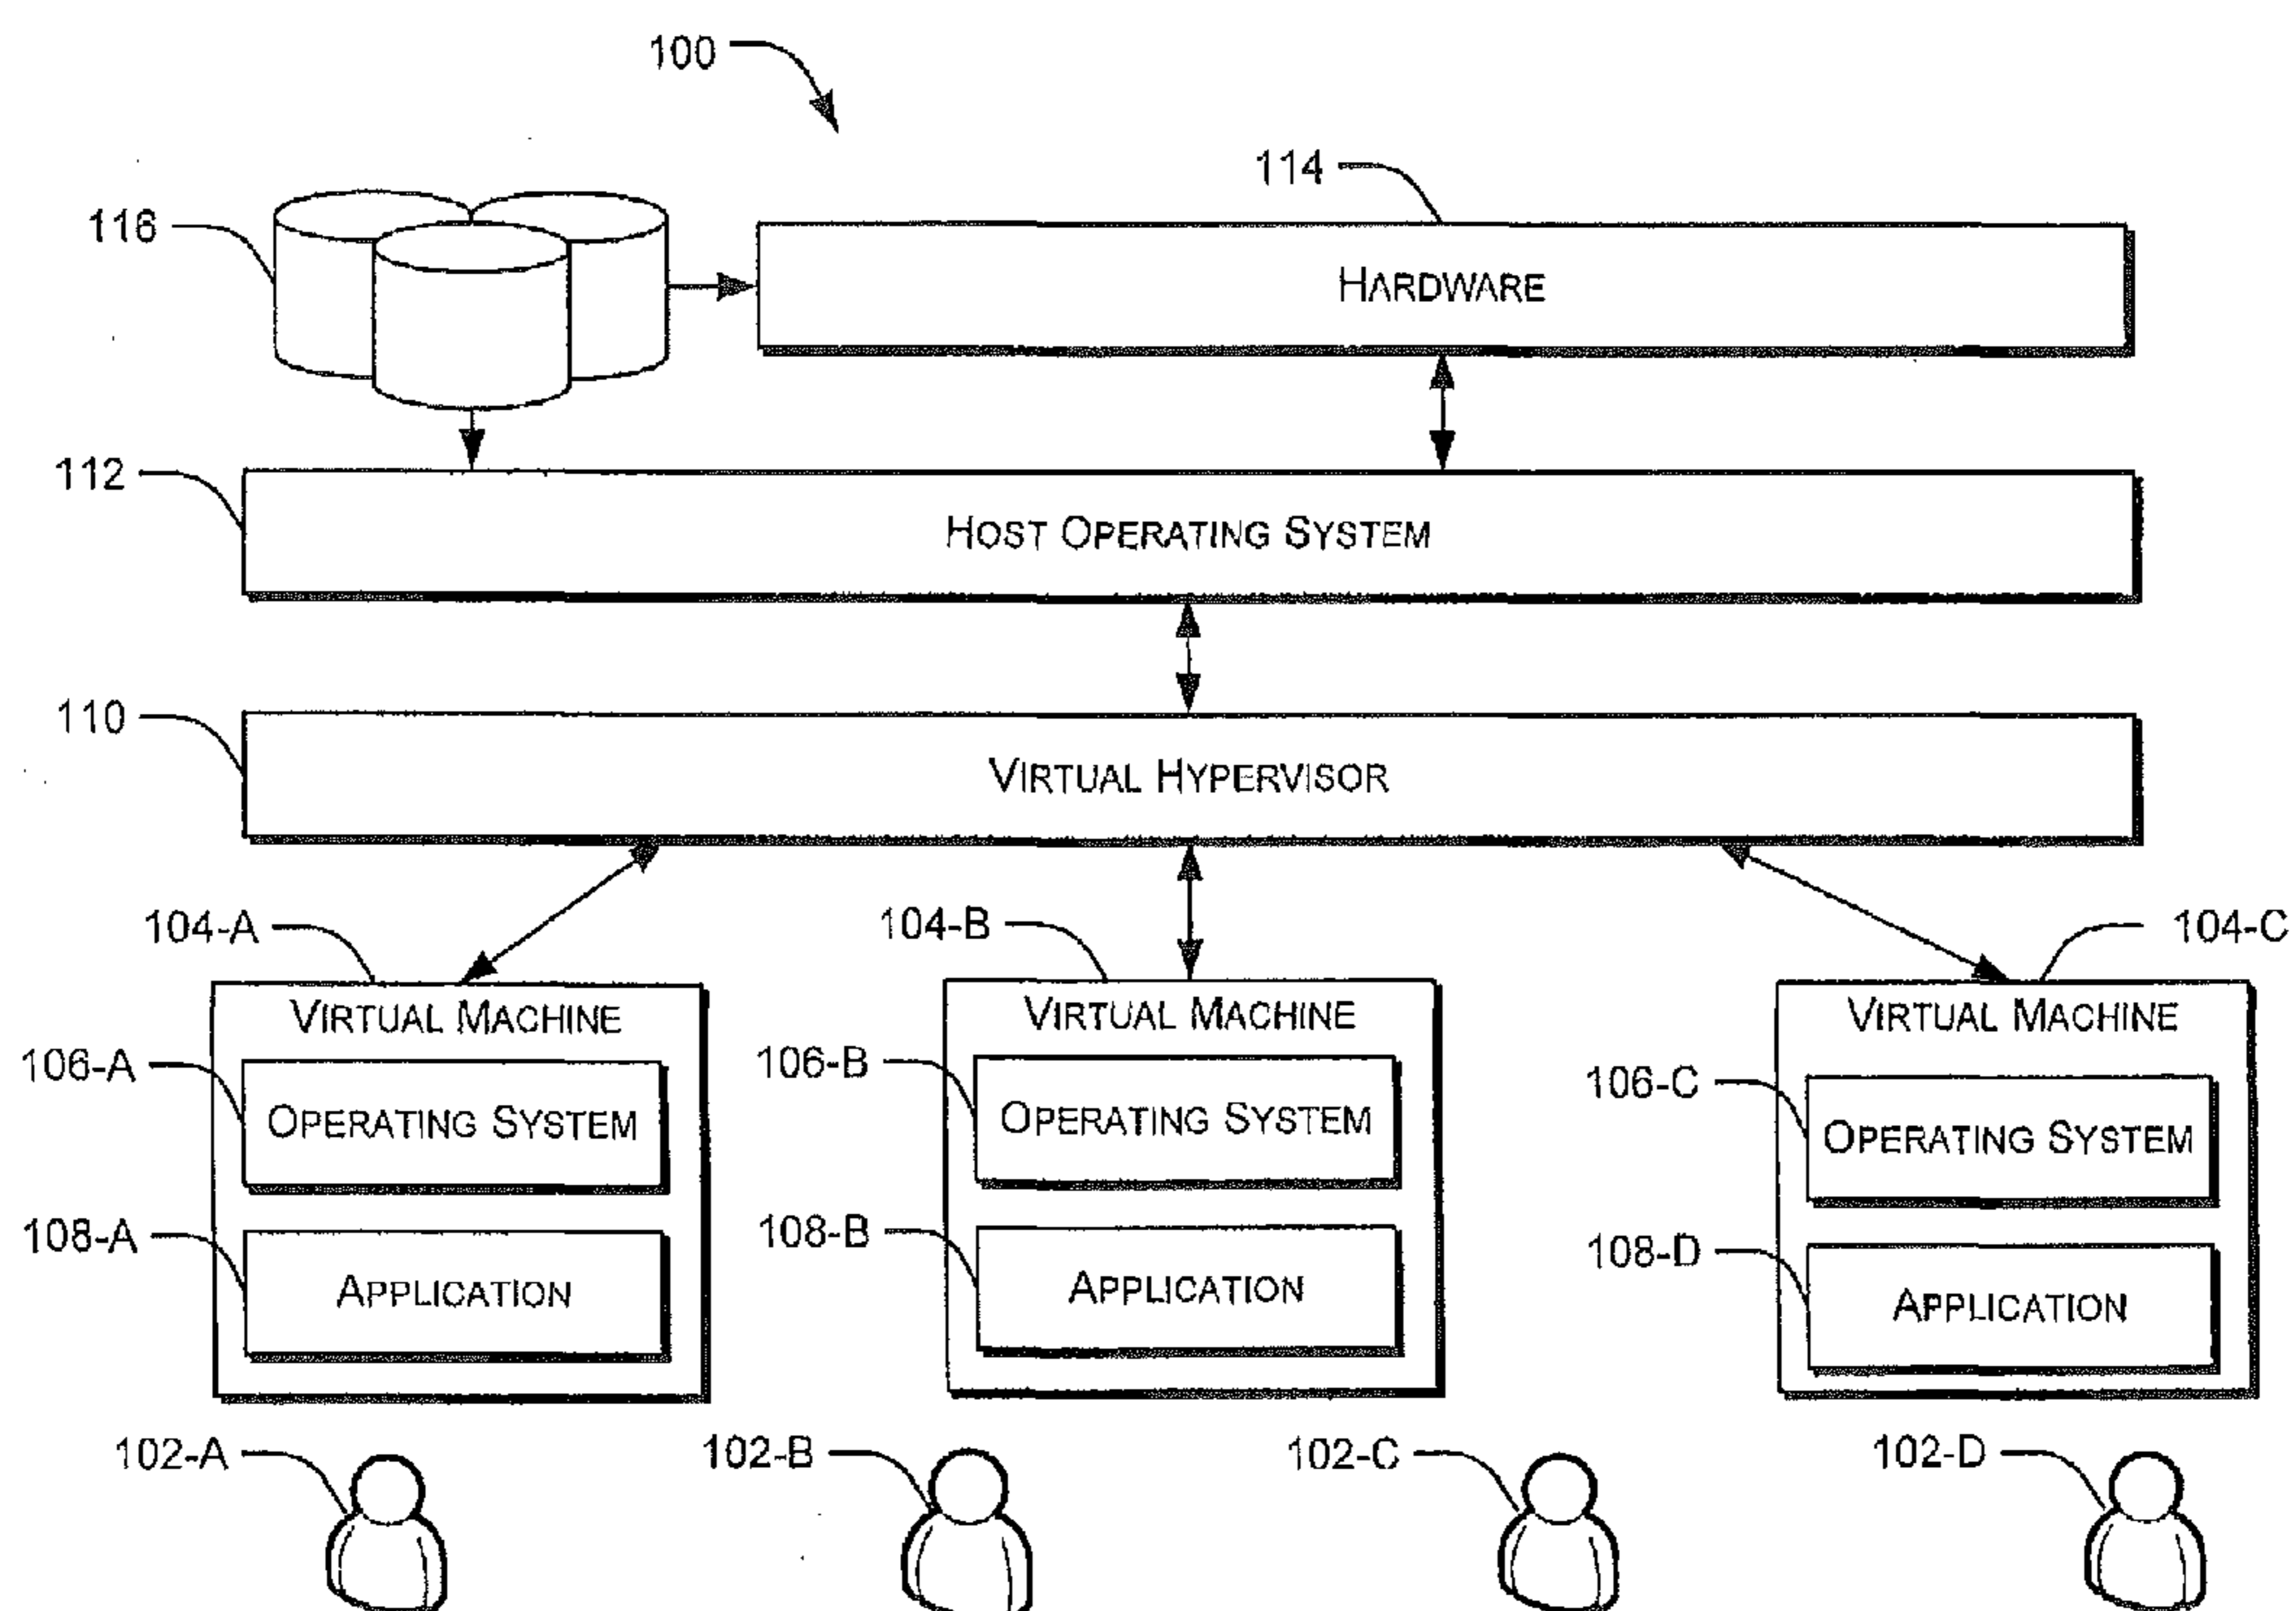 100
114
116
HARDWARE
112
HOST OPERATING SYSTEM
110
VIRTUAL HYPERVISOR
104-A
104-B
104-C
VIRTUAL MACHINE
VIRTUAL MACHINE
VIRTUAL MACHINE
106-A
106-B
106-C
OPERATING SYSTEM
OPERATING SYSTEM
OPERATING SYSTEM
108-A
108-B
108-D
APPLICATION
APPLICATION
APPLICATION
102-A
102-B
102-C
102-D